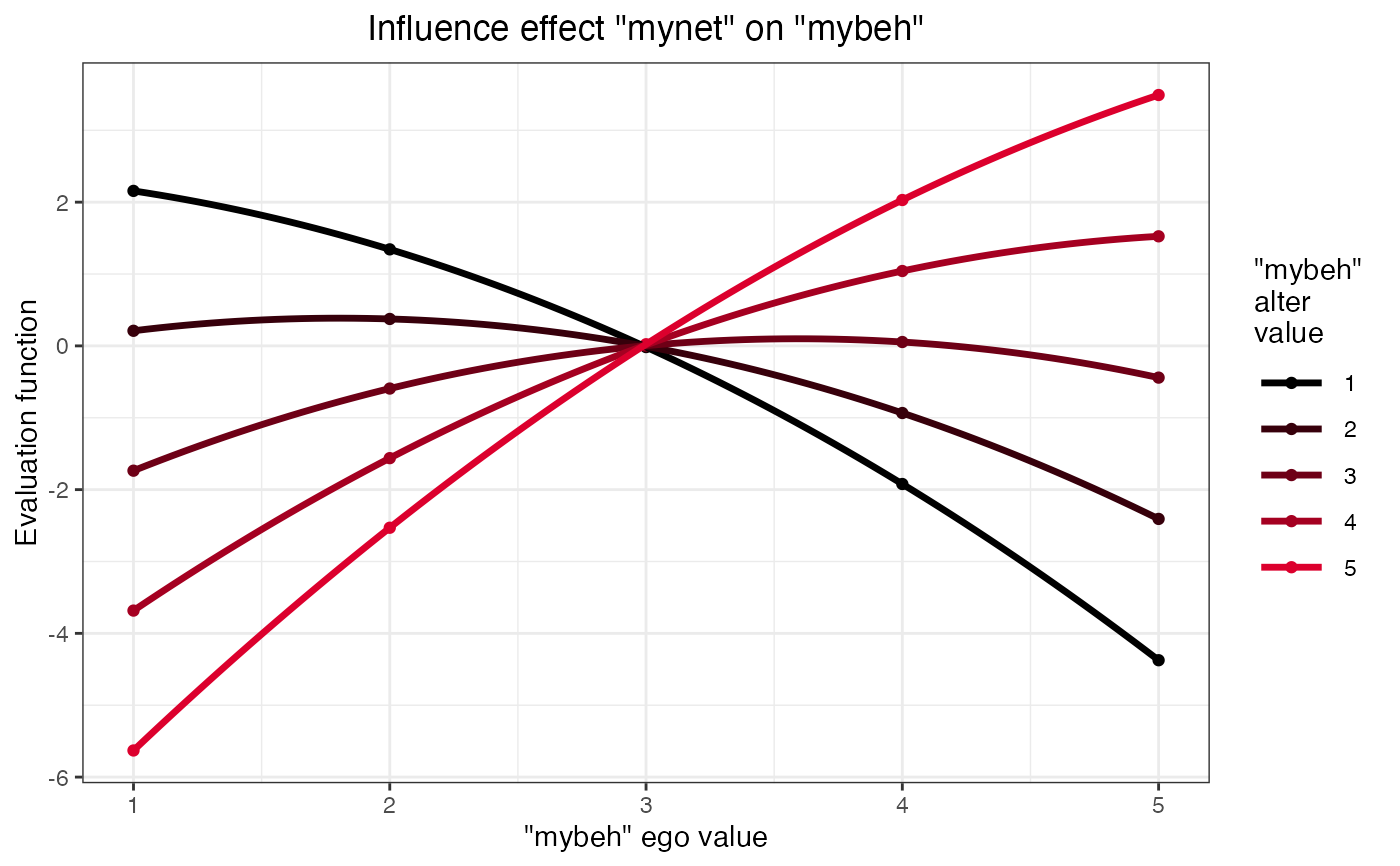 Influence effect "mynet" on "mybeh"
Evaluation function
2
0
-2
-4
-6
1
2
3
4
5
"mybeh" ego value
"mybeh"
alter
value
1
2
3
4
5